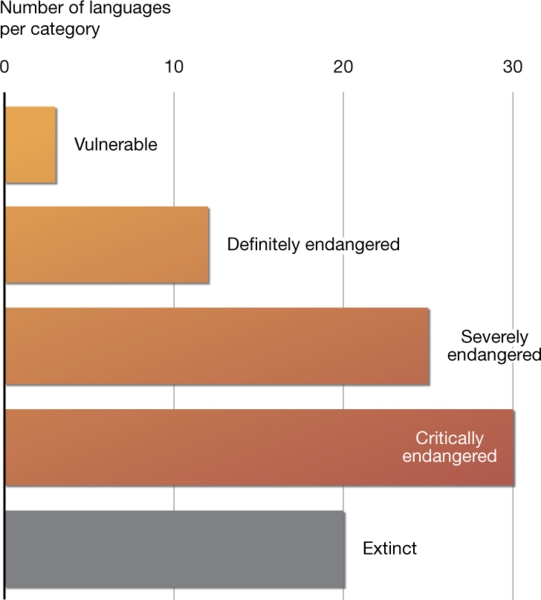 Number of languages
per category
0 10 20 30
Vulnerable
Definitely endangered
Severely
endangered
Critically
endangered
Extinct